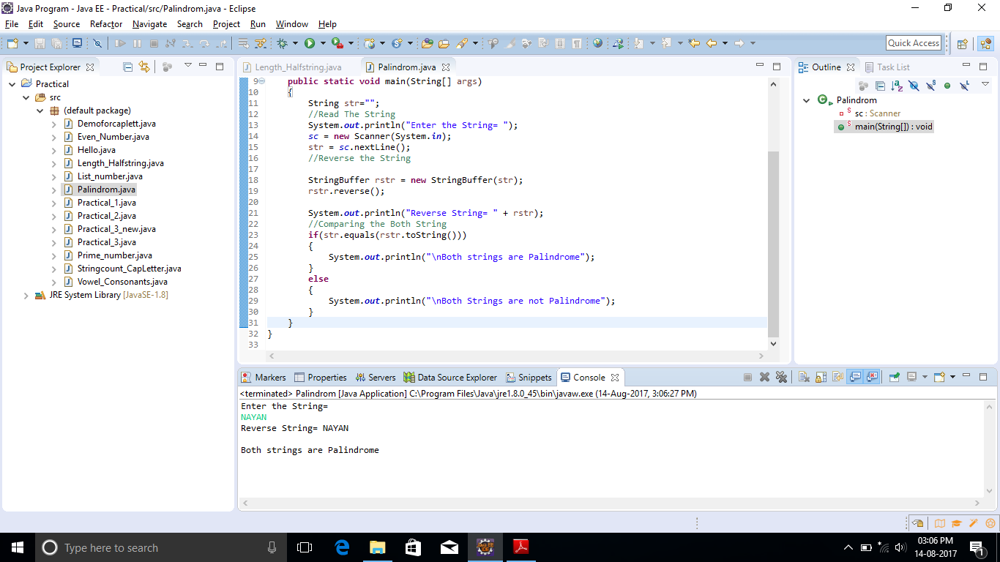 Java Program - Java EE - Practical/src/Palindrom.java - Eclipse
File Edit Source Refactor Navigate Search Project Run Window Help
Quick Access
Project Explorer
Practical
src
(default package)
Demoforcaplett.java
Even_Number.java
Hello.java
Length_Halfstring.java
List_number.java
Palindrom.java
Practical_1.java
Practical_2.java
Practical_3_new.java
Practical_3.java
Prime_number.java
Stringcount_CapLetter.java
Vowel_Consonants.java
JRE System Library [JavaSE-1.8]
Length_Halfstring.java Palindrom.java
9 public static void main(String[] args)
10 {
11 String str="";
12 //Read The String
13 System.out.println("Enter the String= ");
14 sc = new Scanner(System.in);
15 str = sc.nextLine();
16 //Reverse the String
17
18 StringBuffer rstr = new StringBuffer(str);
19 rstr.reverse();
20
21 System.out.println("Reverse String= " + rstr);
22 //Comparing the Both String
23 if(str.equals(rstr.toString()))
24 {
25 System.out.println("\nBoth strings are Palindrome");
26 }
27 else
28 {
29 System.out.println("\nBoth Strings are not Palindrome");
30 }
31 }
32 }
33
Outline Task List
Palindrom
sc : Scanner
main(String[]) : void
Markers Properties Servers Data Source Explorer Snippets Console
<terminated> Palindrom [Java Application] C:\Program Files\Java\jre1.8.0_45\bin\javaw.exe (14-Aug-2017, 3:06:27 PM)
Enter the String=
NAYAN
Reverse String= NAYAN
Both strings are Palindrome
Type here to search
03:06 PM
14-08-2017
1